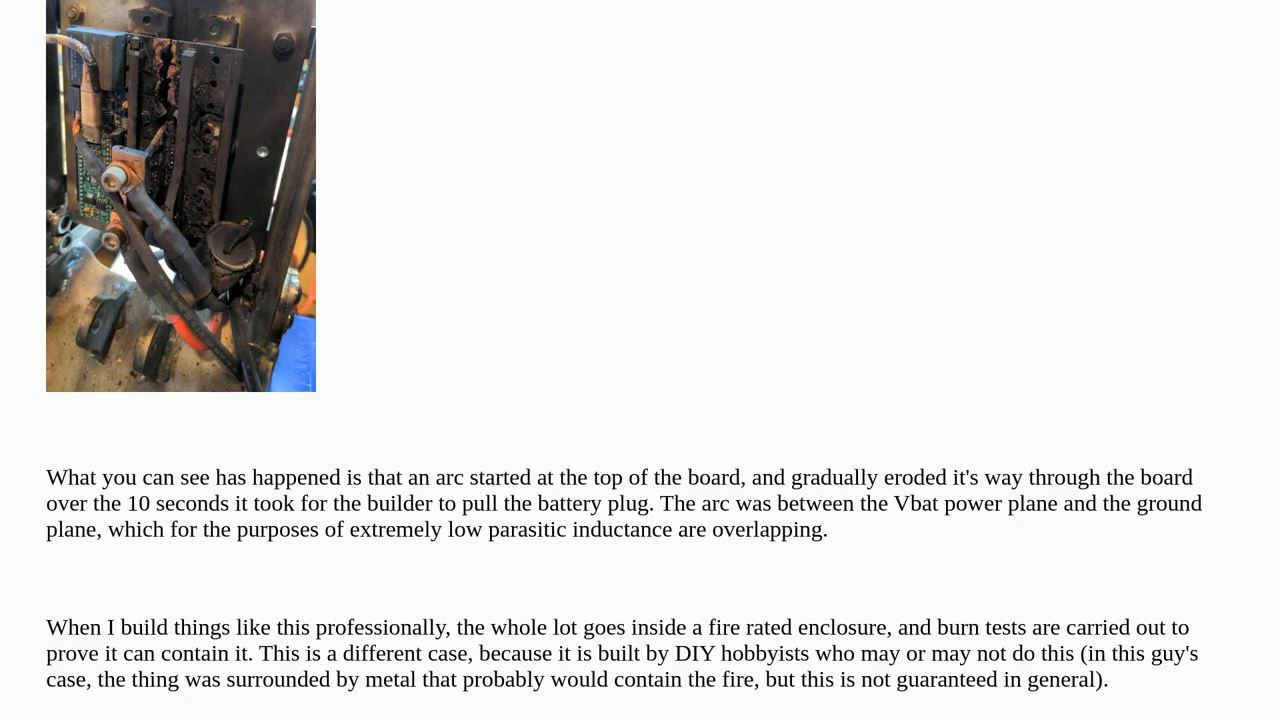 What you can see has happened is that an arc started at the top of the board, and gradually eroded it's way through the board
over the 10 seconds it took for the builder to pull the battery plug. The arc was between the Vbat power plane and the ground
plane, which for the purposes of extremely low parasitic inductance are overlapping.
When I build things like this professionally, the whole lot goes inside a fire rated enclosure, and burn tests are carried out to
prove it can contain it. This is a different case, because it is built by DIY hobbyists who may or may not do this (in this guy's
case, the thing was surrounded by metal that probably would contain the fire, but this is not guaranteed in general).